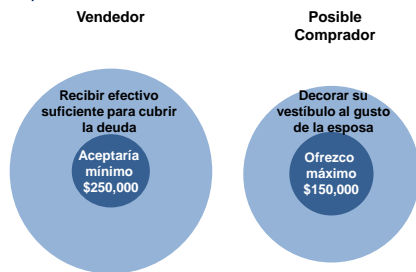 Vendedor
Posible
Comprador
Recibir efectivo
suficiente para cubrir
la deuda
Aceptaría
mínimo
$250,000
Decorar su
vestíbulo al gusto
de la esposa
Ofrezco
máximo
$150,000